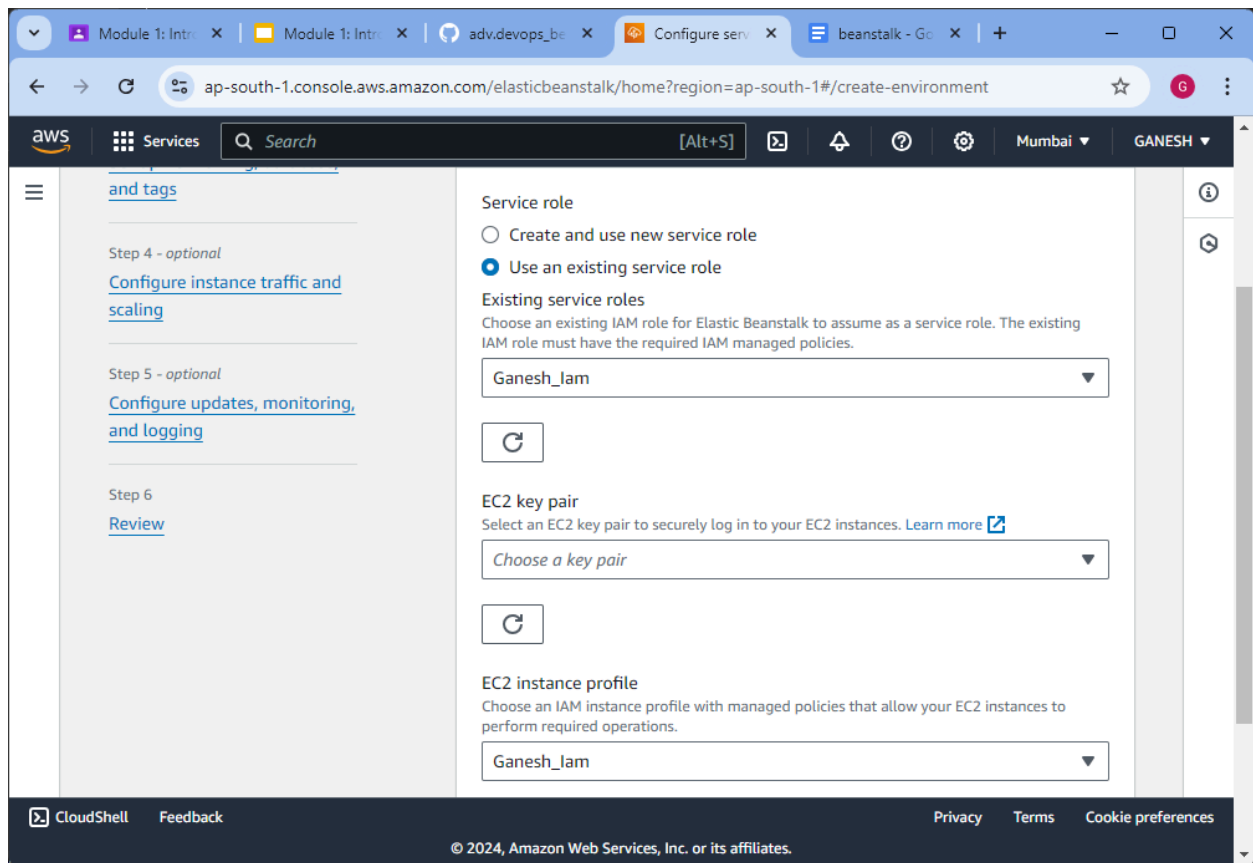 Module 1: Intr
Module 1: Intr
adv.devops_be
Configure serv
beanstalk - Go
ap-south-1.console.aws.amazon.com/elasticbeanstalk/home?region=ap-south-1#/create-environment
G
aws
Services
Search
[Alt+S]
Mumbai
GANESH
and tags
Step 4 - optional
Configure instance traffic and
scaling
Step 5 - optional
Configure updates, monitoring,
and logging
Step 6
Review
Service role
Create and use new service role
Use an existing service role
Existing service roles
Choose an existing IAM role for Elastic Beanstalk to assume as a service role. The existing
IAM role must have the required IAM managed policies.
Ganesh_Iam
EC2 key pair
Select an EC2 key pair to securely log in to your EC2 instances. Learn more
Choose a key pair
EC2 instance profile
Choose an IAM instance profile with managed policies that allow your EC2 instances to
perform required operations.
Ganesh_Iam
CloudShell
Feedback
Privacy
Terms
Cookie preferences
© 2024, Amazon Web Services, Inc. or its affiliates.